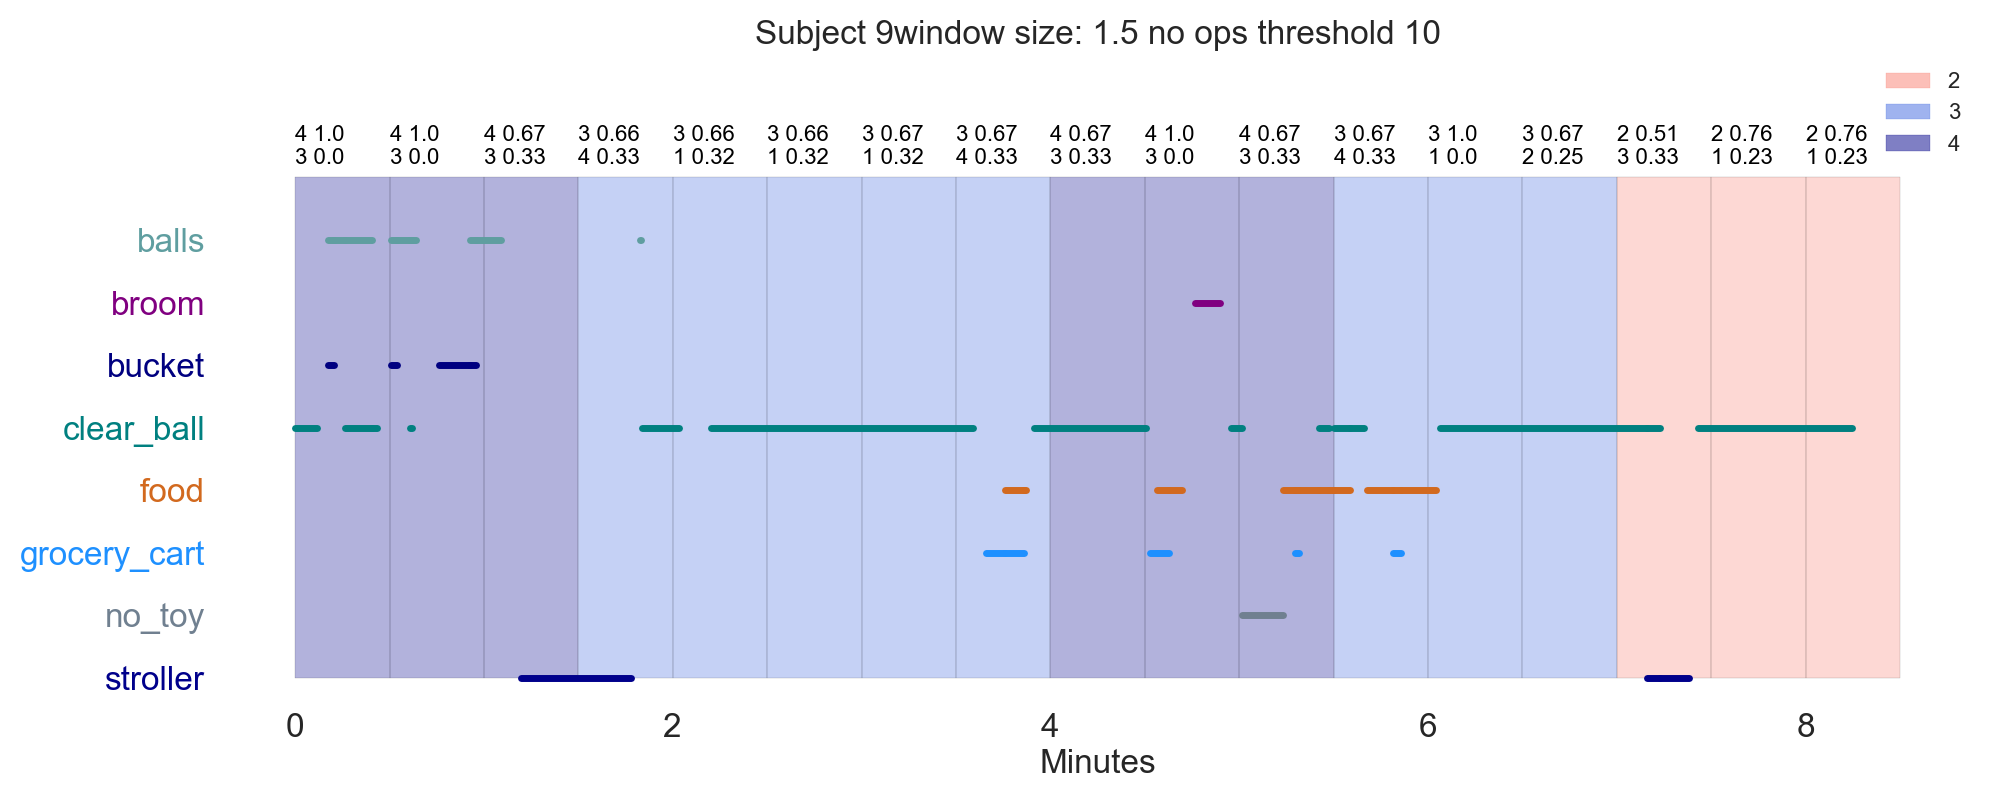 Subject 9window size: 1.5 no ops threshold 10
2
3
4
4 1.0 4 1.0 4 0.67 3 0.66 3 0.66 3 0.66 3 0.67 3 0.67 4 0.67 4 1.0 4 0.67 3 0.67 3 1.0 3 0.67 2 0.51 2 0.76 2 0.76
3 0.0 3 0.0 3 0.33 4 0.33 1 0.32 1 0.32 1 0.32 4 0.33 3 0.33 3 0.0 3 0.33 4 0.33 1 0.0 2 0.25 3 0.33 1 0.23 1 0.23
balls
broom
bucket
clear_ball
food
grocery_cart
no_toy
stroller
0 2 4 6 8
Minutes